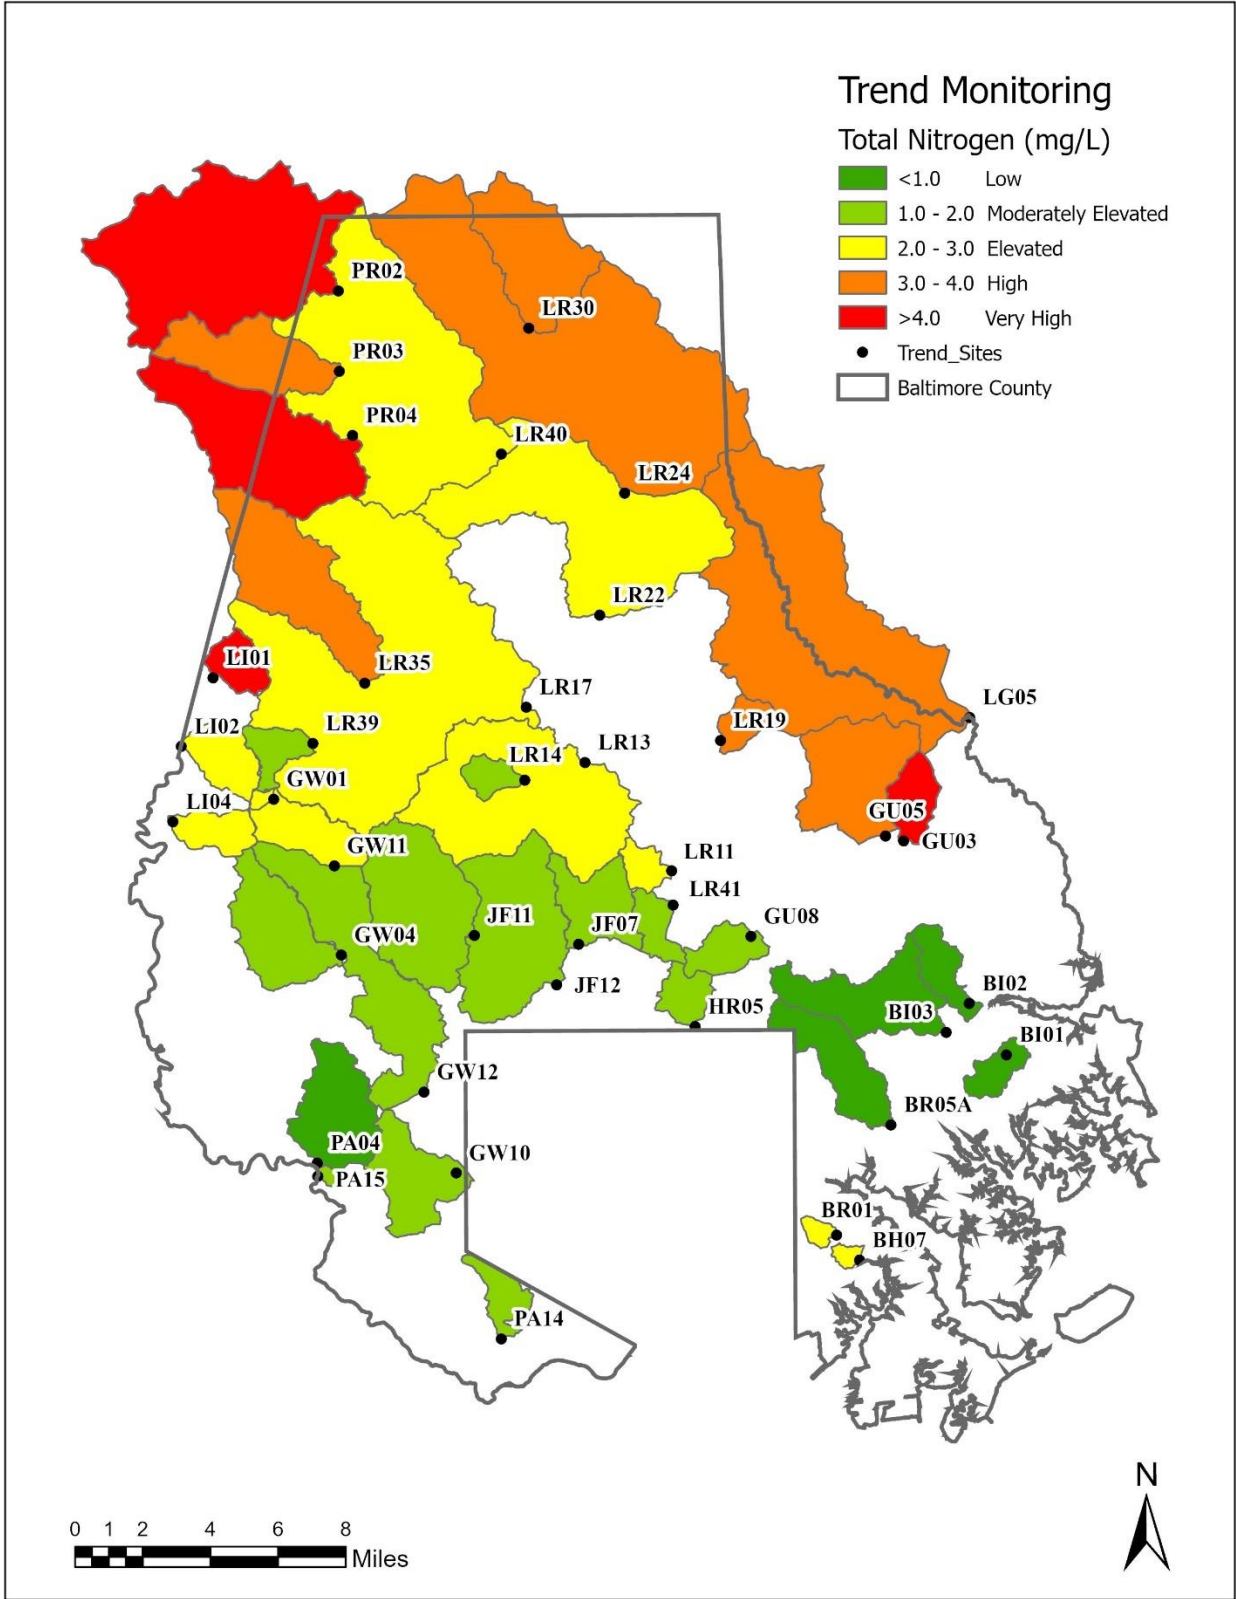 Trend Monitoring
Total Nitrogen (mg/L)
<1.0 Low
1.0 - 2.0 Moderately Elevated
2.0 - 3.0 Elevated
3.0 - 4.0 High
>4.0 Very High
Trend_Sites
Baltimore County
PR02
LR30
PR03
PR04
LR40
LR24
LR22
LI01
LR35
LR17
LG05
LI02
LR39
LR19
LR13
GW01
LR14
LI04
GU05
GU03
GW11
LR11
LR41
JF11
JF07
GU08
GW04
JF12
HR05
BI02
BI03
BI01
GW12
BR05A
PA04
GW10
PA15
BR01
BH07
PA14
N
0 1 2 4 6 8
Miles